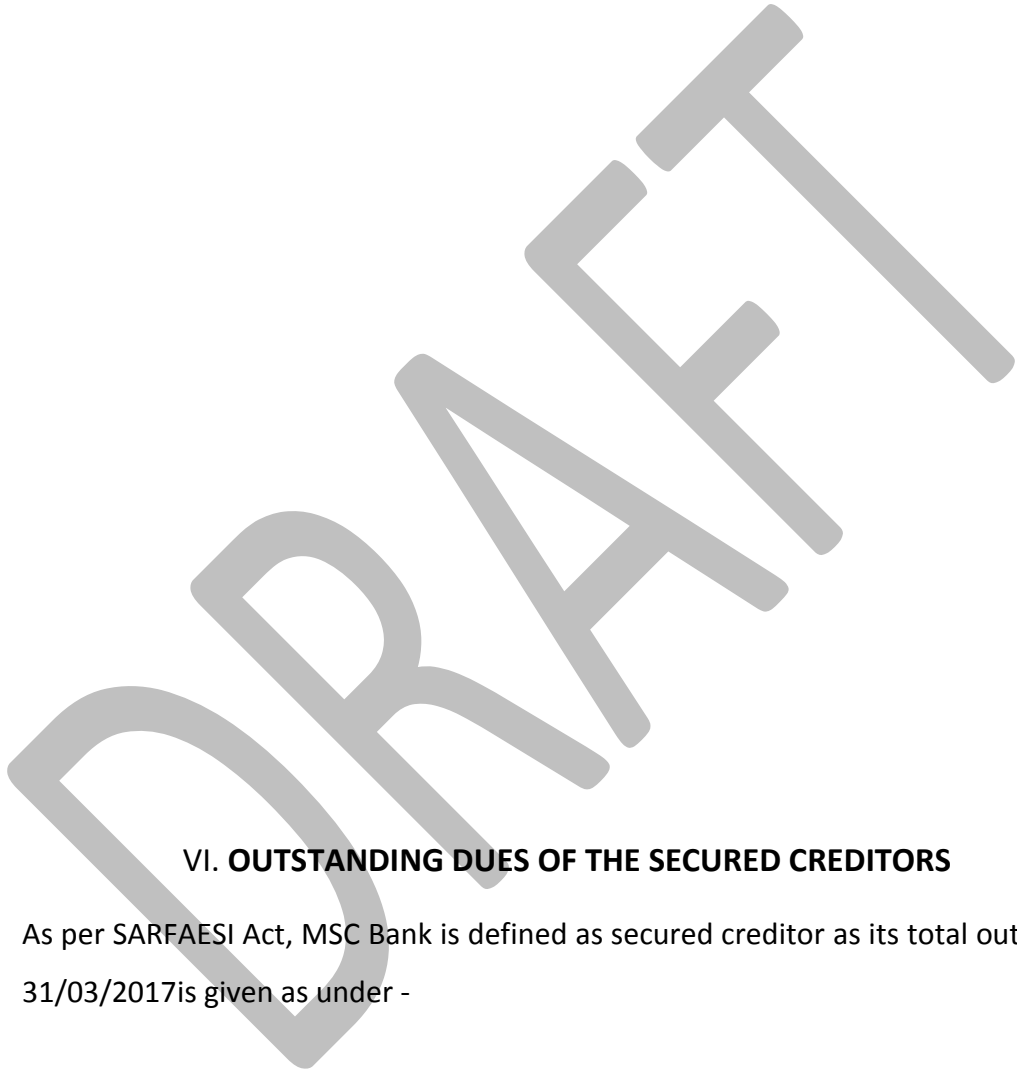 DRAFT
VI. OUTSTANDING DUES OF THE SECURED CREDITORS
As per SARFAESI Act, MSC Bank is defined as secured creditor as its total out
31/03/2017is given as under -